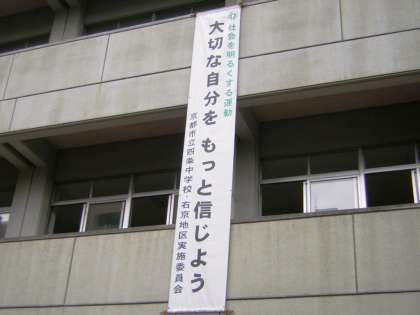 社会を明るくする運動
大切な自分を もっと信じよう
京都市立四条中学校・右京地区実施委員会